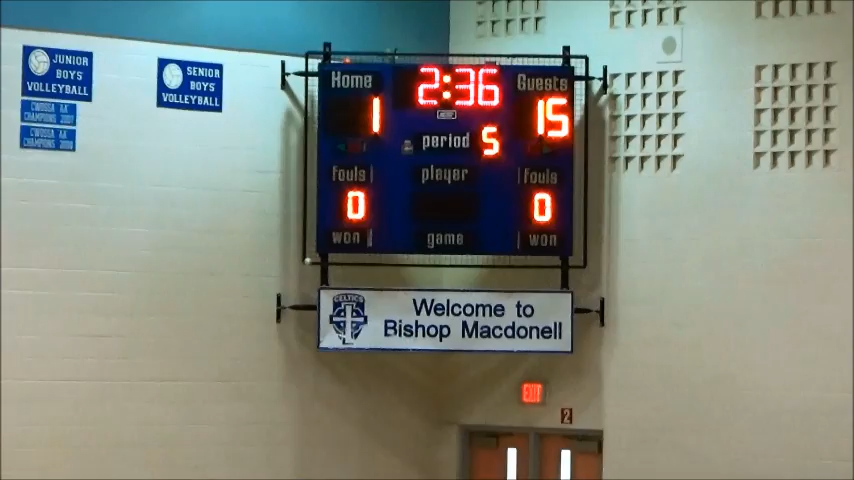 JUNIOR
BOYS'
VOLLEYBALL
CWOSSA AA
CHAMPIONS 2007
CWOSSA AA
CHAMPIONS 2008
SENIOR
BOYS'
VOLLEYBALL
Home 2:36 Guests
1 period 5 15
fouls player fouls
0 0
won game won
CELTICS
Welcome to
Bishop Macdonell
EXIT
2